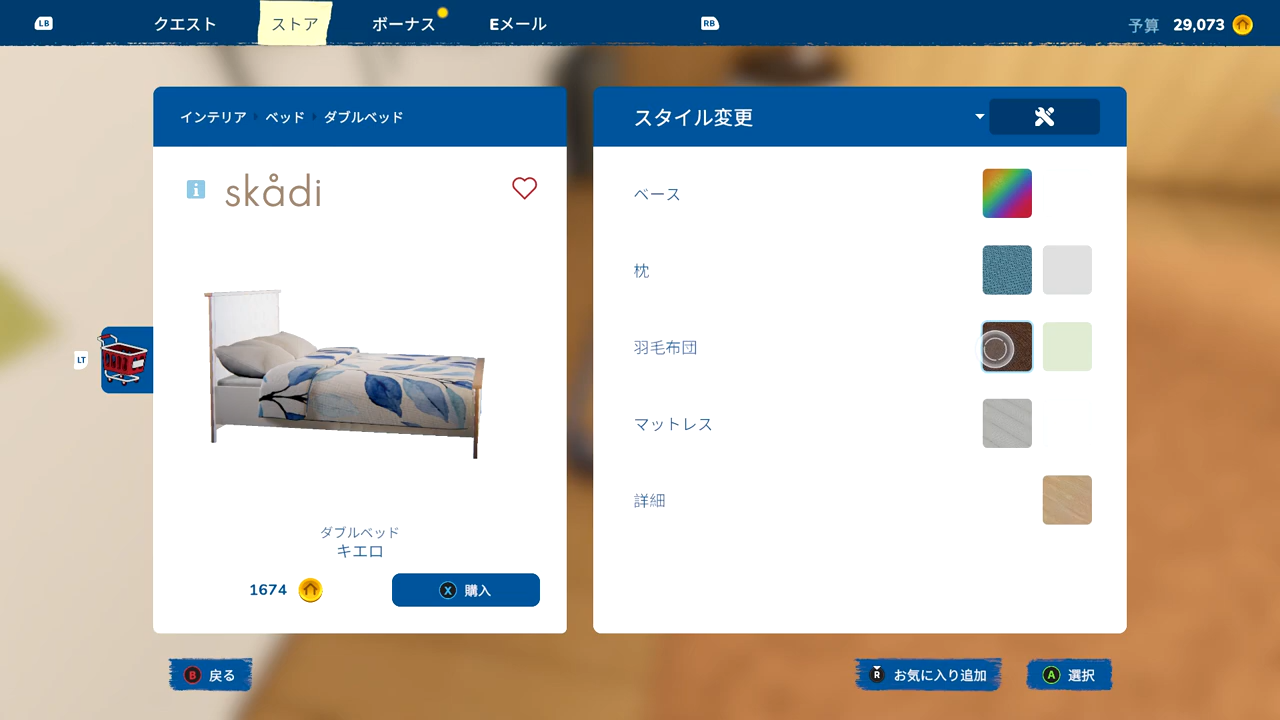 LB クエスト ストア ボーナス Eメール RB 予算 29,073
インテリア ベッド ダブルベッド
スタイル変更
skådi
ベース
枕
羽毛布団
マットレス
詳細
LT
ダブルベッド
キエロ
1674
X 購入
B 戻る
R お気に入り追加
A 選択